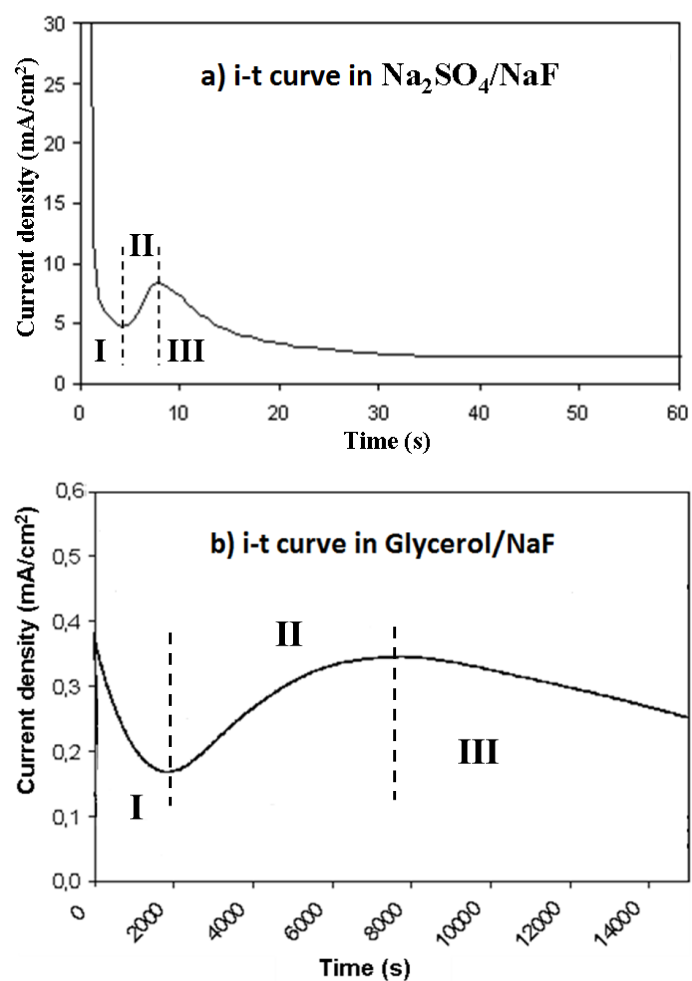 30
a) i-t curve in Na₂SO₄/NaF
25
20
15
10
5
0
Current density (mA/cm²)
I
II
III
0 10 20 30 40 50 60
Time (s)
0,6
b) i-t curve in Glycerol/NaF
0,5
0,4
0,3
0,2
0,1
0,0
Current density (mA/cm²)
I
II
III
0 2000 4000 6000 8000 10000 12000 14000
Time (s)